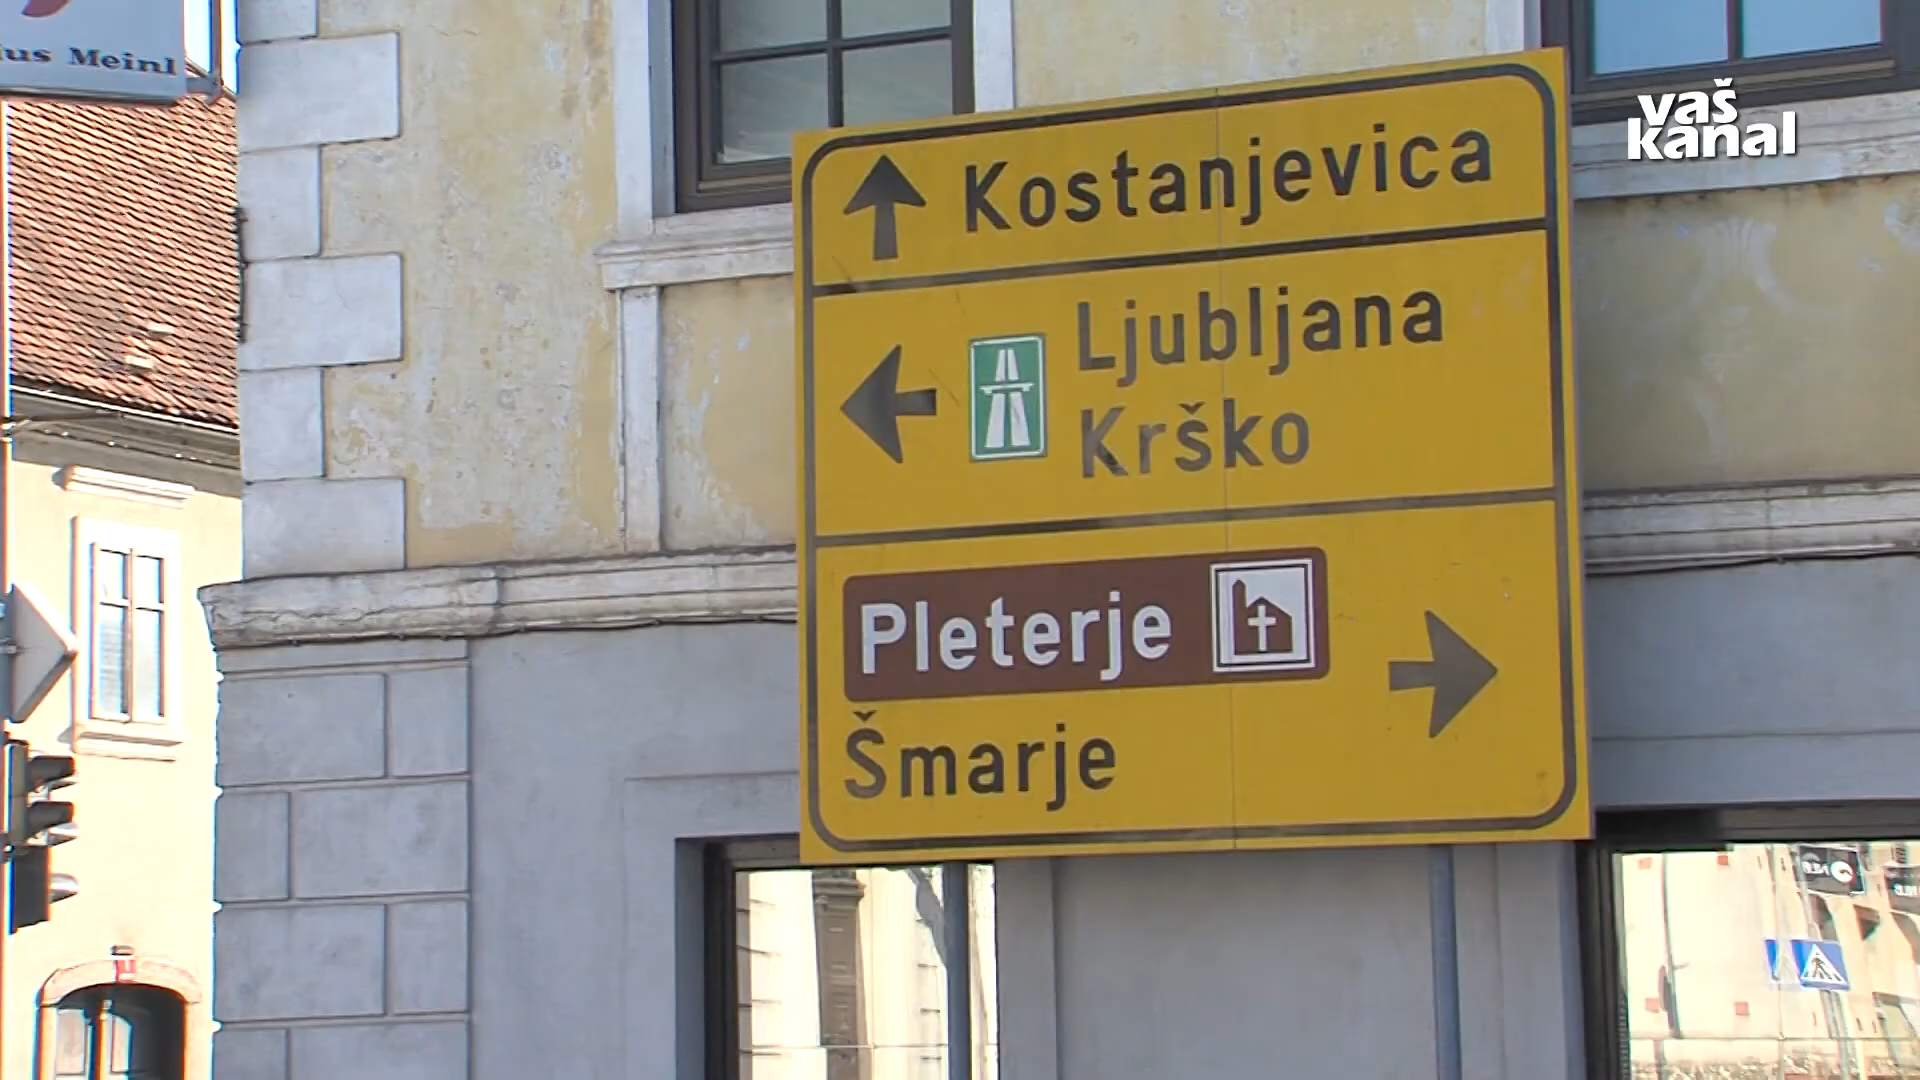 us Meinl
vaš
kanal
Kostanjevica
Ljubljana
Krško
Pleterje
Šmarje